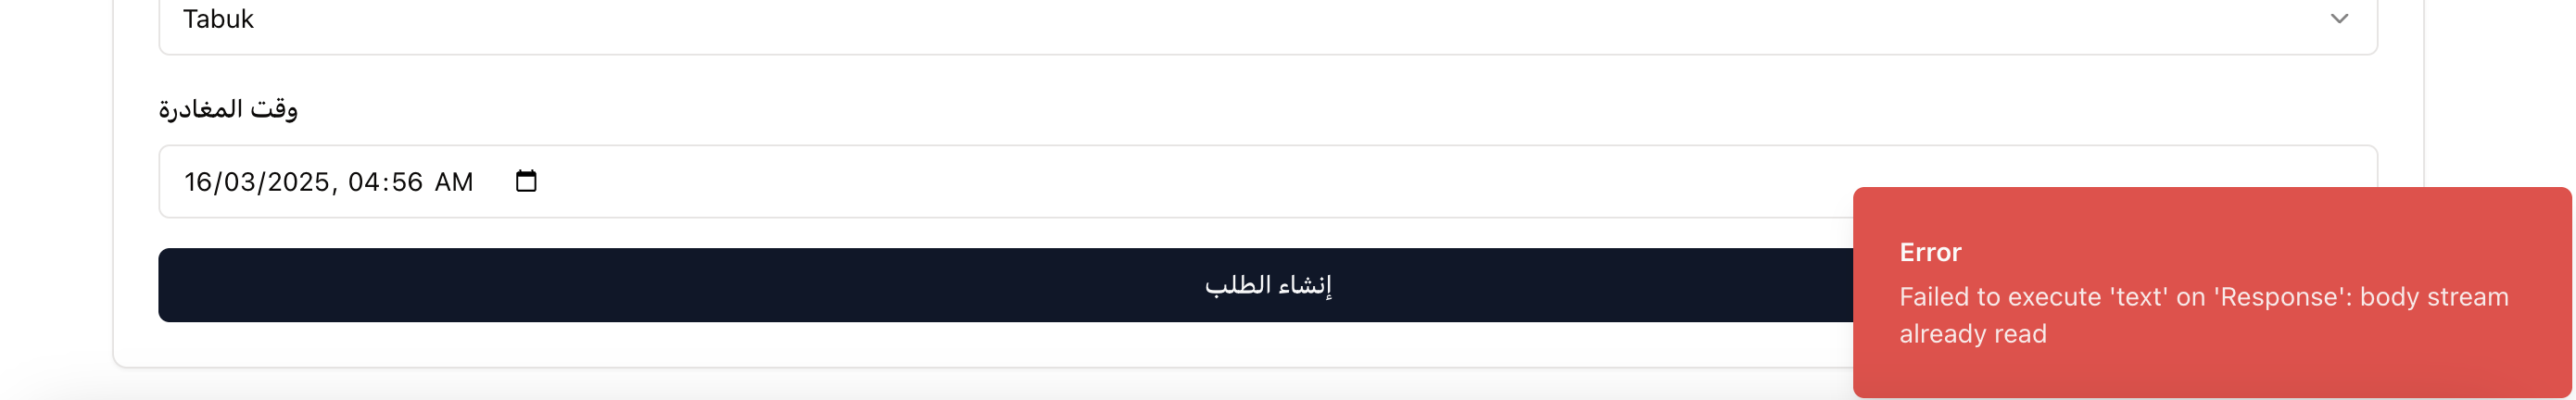 Tabuk
وقت المغادرة
16/03/2025, 04:56 AM
إنشاء الطلب
Error
Failed to execute 'text' on 'Response': body stream
already read